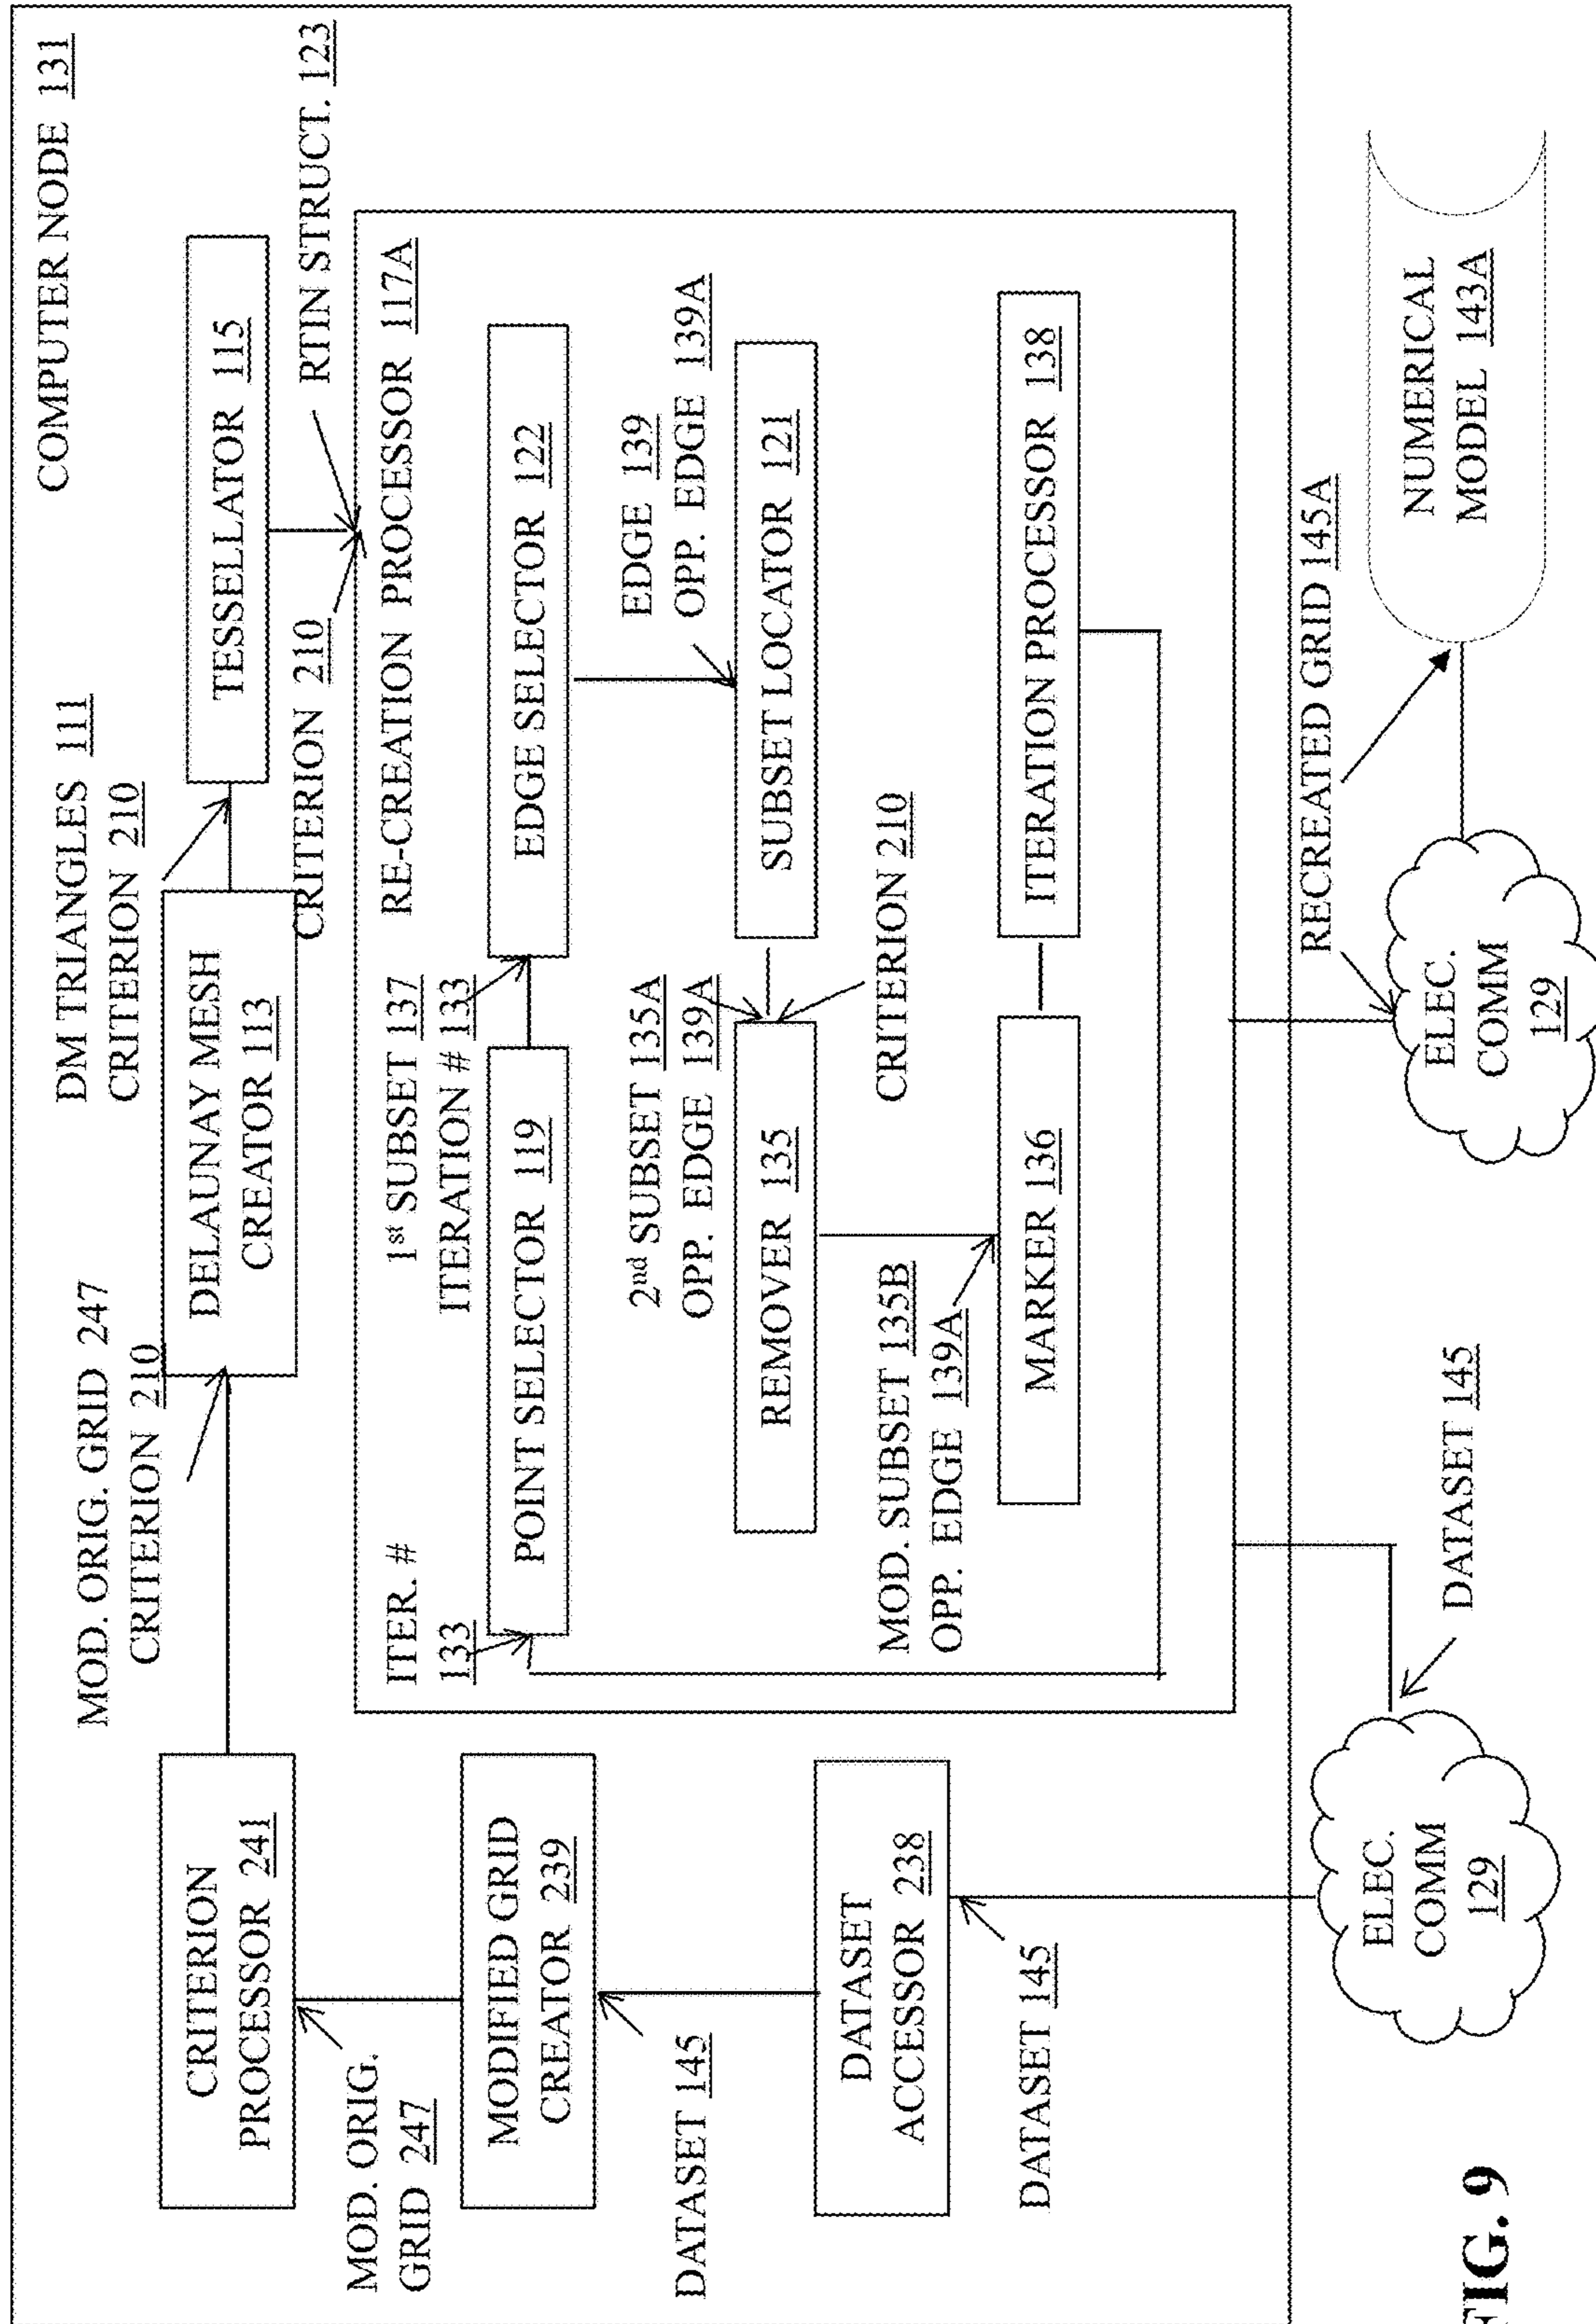 COMPUTER NODE 131
MOD. ORIG. GRID 247
CRITERION 210
DM TRIANGLES 111
CRITERION 210
CRITERION
PROCESSOR 241
DELAUNAY MESH
CREATOR 113
TESSELLATOR 115
CRITERION 210
RTIN STRUCT. 123
MOD. ORIG.
GRID 247
MODIFIED GRID
CREATOR 239
DATASET 145
DATASET
ACCESSOR 238
DATASET 145
RE-CREATION PROCESSOR 117A
ITER. #
133
1st SUBSET 137
ITERATION # 133
POINT SELECTOR 119
EDGE SELECTOR 122
EDGE 139
OPP. EDGE 139A
2nd SUBSET 135A
OPP. EDGE 139A
REMOVER 135
SUBSET LOCATOR 121
CRITERION 210
MOD. SUBSET 135B
OPP. EDGE 139A
MARKER 136
ITERATION PROCESSOR 138
ELEC.
COMM
129
DATASET 145
RECREATED GRID 145A
ELEC.
COMM
129
NUMERICAL
MODEL 143A
FIG. 9